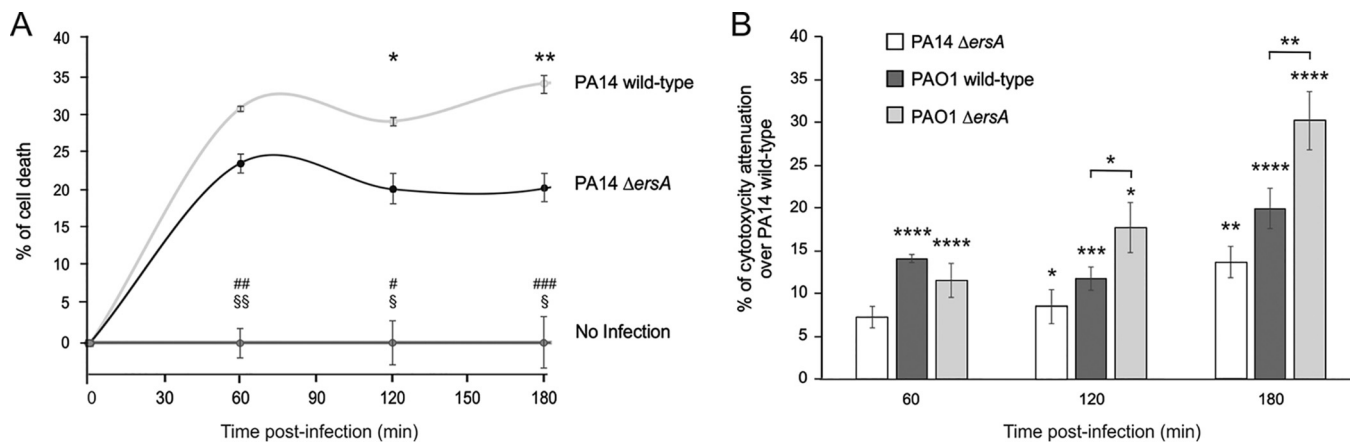 A
% of cell death
40
35
30
25
20
15
10
5
0
* **
PA14 wild-type
PA14 ΔersA
## # ###
§§ § §
No Infection
0 30 60 90 120 150 180
Time post-infection (min)
B
% of cytotoxycity attenuation
over PA14 wild-type
40
35
30
25
20
15
10
5
0
PA14 ΔersA
PAO1 wild-type
PAO1 ΔersA
**** ****
* *** * *
** **** **** **
60 120 180
Time post-infection (min)